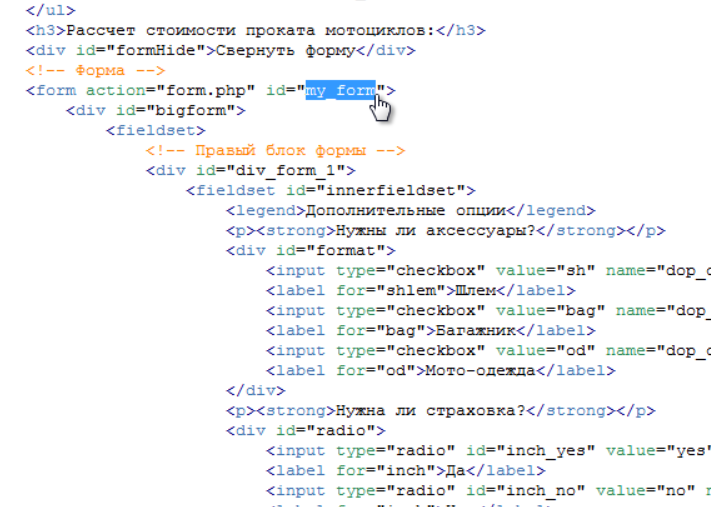 </ul>
<h3>Рассчет стоимости проката мотоциклов:</h3>
<div id="formHide">Свернуть форму</div>
<!-- Форма -->
<form action="form.php" id="my_form">
<div id="bigform">
<fieldset>
<!-- Правый блок формы -->
<div id="div_form_1">
<fieldset id="innerfieldset">
<legend>Дополнительные опции</legend>
<p><strong>Нужны ли аксессуары?</strong></p>
<div id="format">
<input type="checkbox" value="sh" name="dop_
<label for="shlem">Шлем</label>
<input type="checkbox" value="bag" name="dop_
<label for="bag">Багажник</label>
<input type="checkbox" value="od" name="dop_
<label for="od">Мото-одежда</label>
</div>
<p><strong>Нужна ли страховка?</strong></p>
<div id="radio">
<input type="radio" id="inch_yes" value="yes"
<label for="inch">Да</label>
<input type="radio" id="inch_no" value="no"